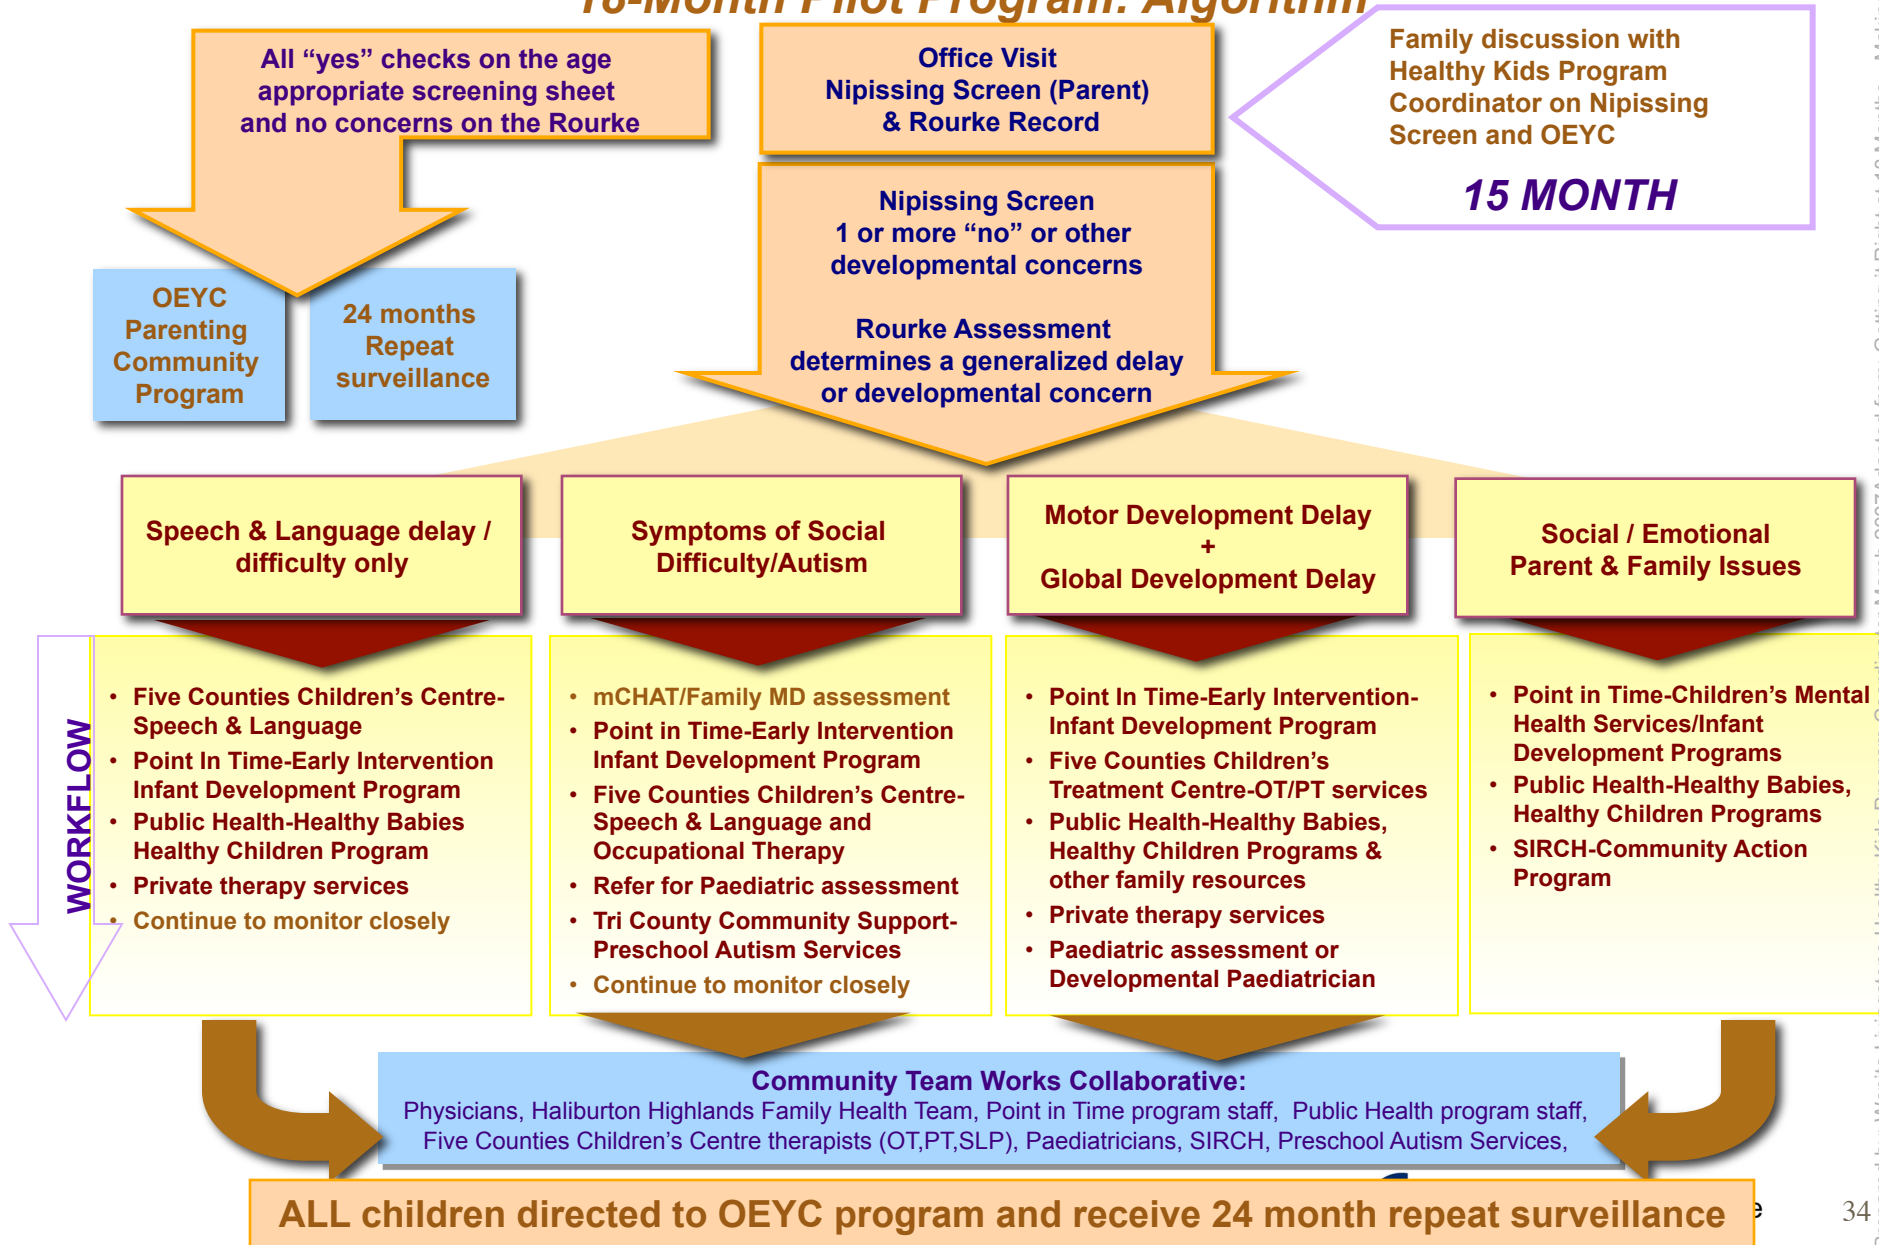 18-Month Pilot Program: Algorithm
All “yes” checks on the age
appropriate screening sheet
and no concerns on the Rourke
Office Visit
Nipissing Screen (Parent)
& Rourke Record
Family discussion with
Healthy Kids Program
Coordinator on Nipissing
Screen and OEYC
15 MONTH
Nipissing Screen
1 or more “no” or other
developmental concerns
Rourke Assessment
determines a generalized delay
or developmental concern
OEYC
Parenting
Community
Program
24 months
Repeat
surveillance
Speech & Language delay /
difficulty only
Symptoms of Social
Difficulty/Autism
Motor Development Delay
+
Global Development Delay
Social / Emotional
Parent & Family Issues
WORKFLOW
• Five Counties Children’s Centre-
Speech & Language
• Point In Time-Early Intervention
Infant Development Program
• Public Health-Healthy Babies
Healthy Children Program
• Private therapy services
• Continue to monitor closely
• mCHAT/Family MD assessment
• Point in Time-Early Intervention
Infant Development Program
• Five Counties Children’s Centre-
Speech & Language and
Occupational Therapy
• Refer for Paediatric assessment
• Tri County Community Support-
Preschool Autism Services
• Continue to monitor closely
• Point In Time-Early Intervention-
Infant Development Program
• Five Counties Children’s
Treatment Centre-OT/PT services
• Public Health-Healthy Babies,
Healthy Children Programs &
other family resources
• Private therapy services
• Paediatric assessment or
Developmental Paediatrician
• Point in Time-Children’s Mental
Health Services/Infant
Development Programs
• Public Health-Healthy Babies,
Healthy Children Programs
• SIRCH-Community Action
Program
Community Team Works Collaborative:
Physicians, Haliburton Highlands Family Health Team, Point in Time program staff, Public Health program staff,
Five Counties Children’s Centre therapists (OT,PT,SLP), Paediatricians, SIRCH, Preschool Autism Services,
ALL children directed to OEYC program and receive 24 month repeat surveillance
34